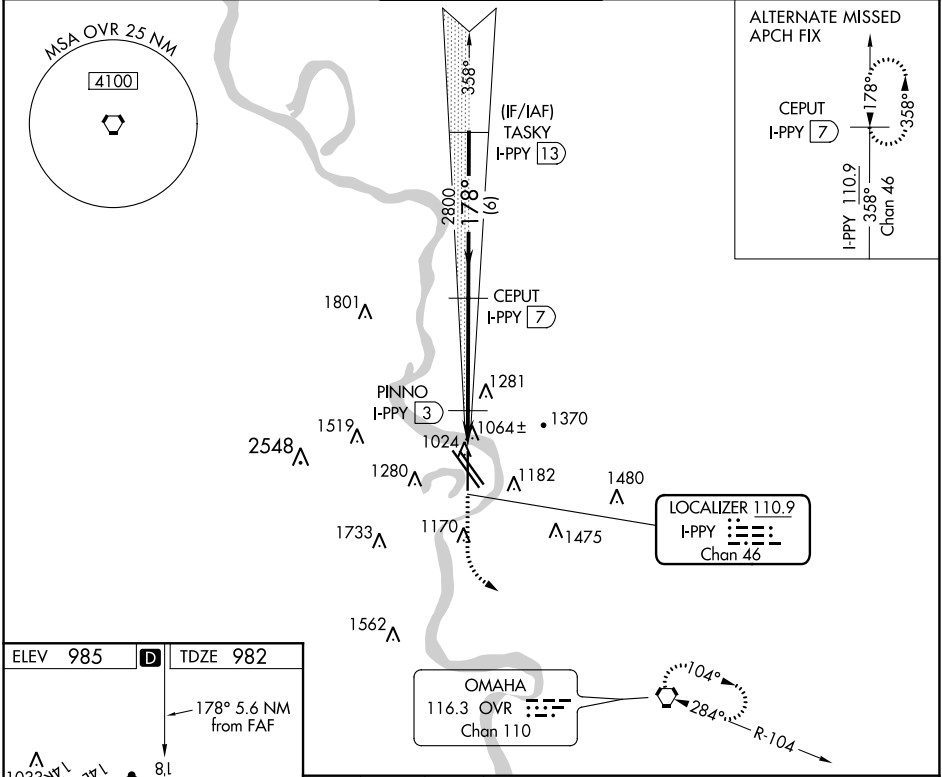 MSA OVR 25 NM
4100
358°
(IF/IAF)
TASKY
I-PPY 13
2800
178°
(6)
ALTERNATE MISSED
APCH FIX
CEPUT
I-PPY 7
178°
358°
I-PPY 110.9
358°
Chan 46
1801
CEPUT
I-PPY 7
1281
PINNO
I-PPY 3
1519
1064±
1370
1024
2548
1280
1182
1480
1733
1170
1475
LOCALIZER 110.9
I-PPY
Chan 46
1562
ELEV 985
D
TDZE 982
178° 5.6 NM
from FAF
OMAHA
116.3 OVR
Chan 110
104°
284°
R-104
18